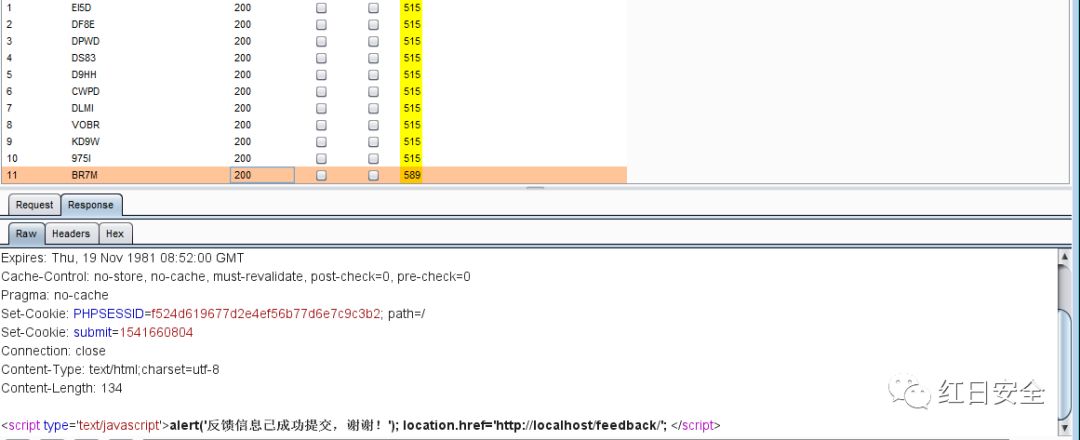 1 EI5D 200 515
2 DF8E 200 515
3 DPWD 200 515
4 DS83 200 515
5 D9HH 200 515
6 CWPD 200 515
7 DLMI 200 515
8 VOBR 200 515
9 KD9W 200 515
10 975I 200 515
11 BR7M 200 589
Request Response
Raw Headers Hex
Expires: Thu, 19 Nov 1981 08:52:00 GMT
Cache-Control: no-store, no-cache, must-revalidate, post-check=0, pre-check=0
Pragma: no-cache
Set-Cookie: PHPSESSID=f524d619677d2e4ef56b77d6e7c9c3b2; path=/
Set-Cookie: submit=1541660804
Connection: close
Content-Type: text/html;charset=utf-8
Content-Length: 134
红日安全
<script type='text/javascript'>alert('反馈信息己成功提交，谢谢！'); location.href='http://localhost/feedback/'; </script>